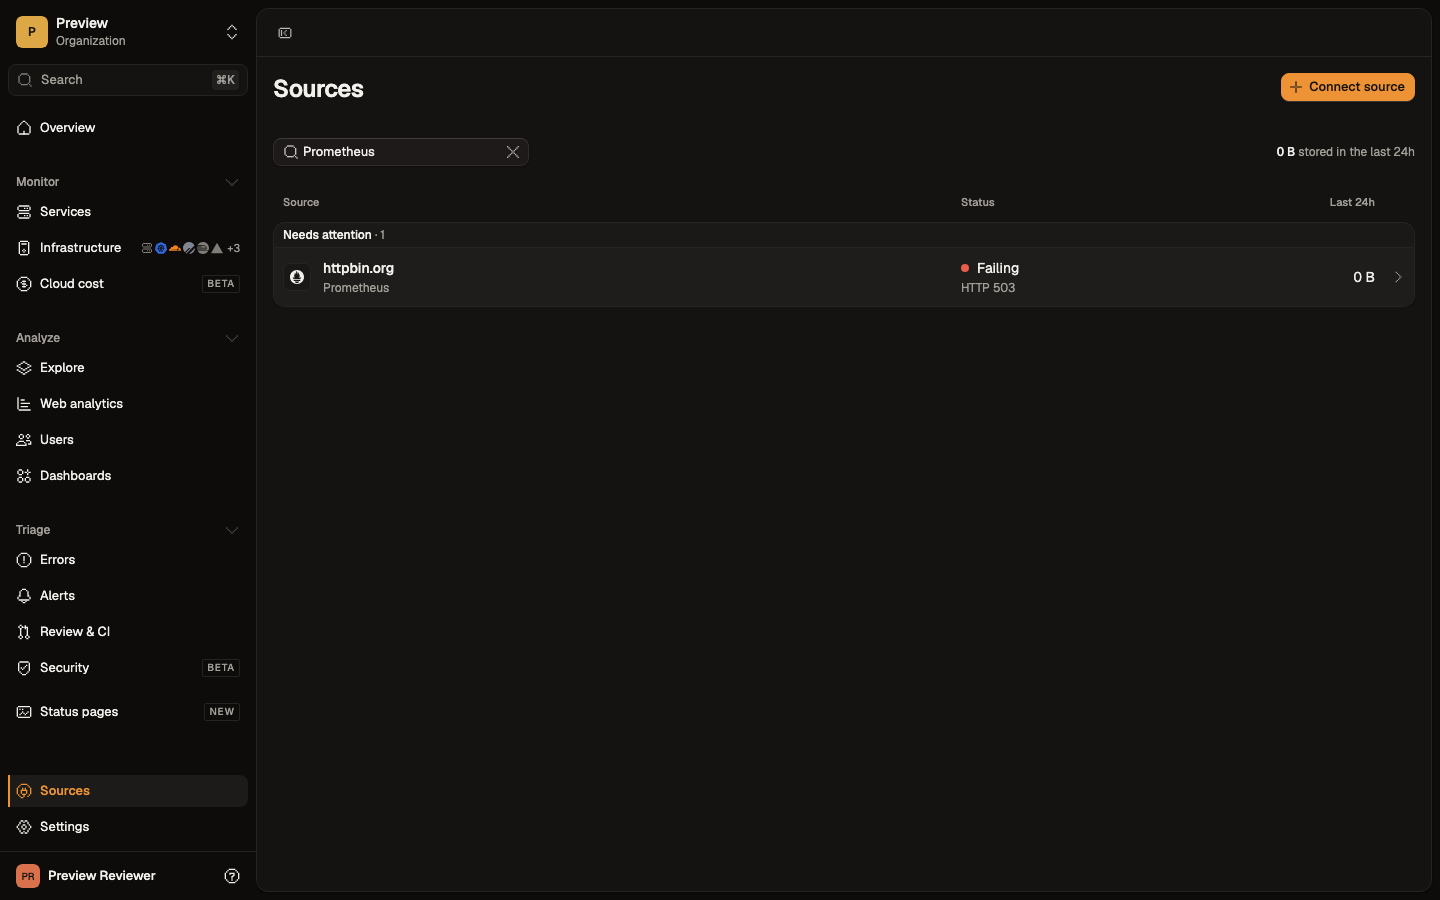 P
Preview
Organization
Search
⌘K
Overview
Monitor
Services
Infrastructure
+3
Cloud cost
BETA
Analyze
Explore
Web analytics
Users
Dashboards
Triage
Errors
Alerts
Review & CI
Security
BETA
Status pages
NEW
Sources
Settings
PR
Preview Reviewer
Sources
Connect source
Prometheus
0 B stored in the last 24h
Source
Status
Last 24h
Needs attention · 1
httpbin.org
Prometheus
Failing
HTTP 503
0 B